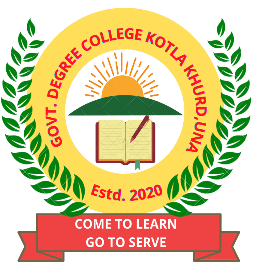 GOVT. DEGREE COLLEGE KOTLA KHURD,UNA
Estd. 2020
COME TO LEARN
GO TO SERVE